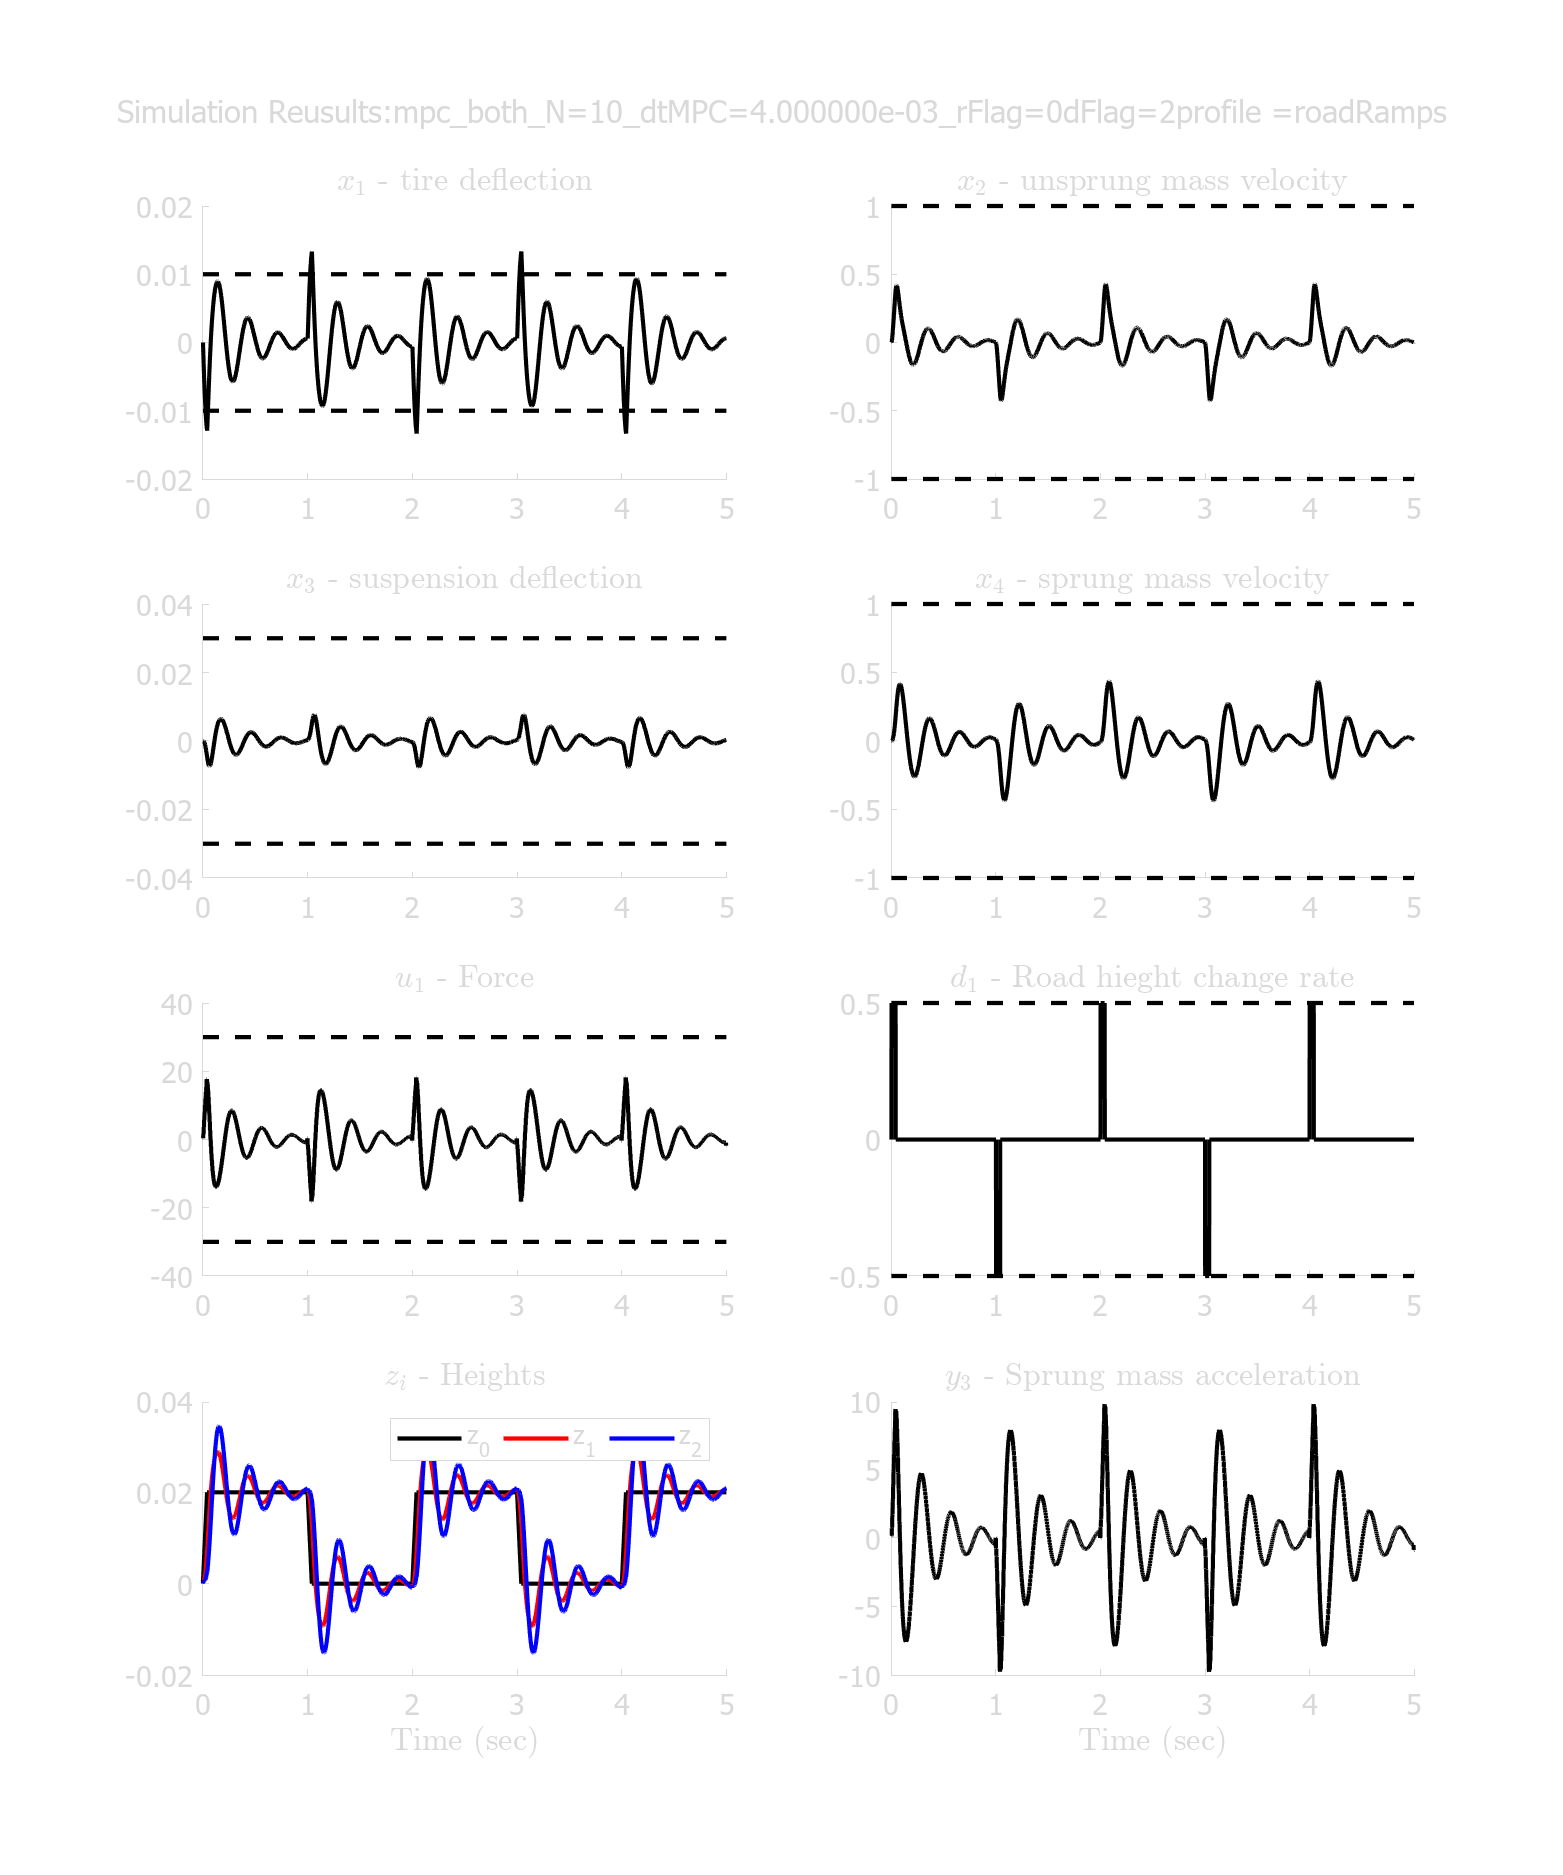 Simulation Reusults:mpc_both_N=10_dtMPC=4.000000e-03_rFlag=0dFlag=2profile =roadRamps
x1 - tire deflection
0.02
0.01
0
-0.01
-0.02
0 1 2 3 4 5
x2 - unsprung mass velocity
1
0.5
0
-0.5
-1
0 1 2 3 4 5
x3 - suspension deflection
0.04
0.02
0
-0.02
-0.04
0 1 2 3 4 5
x4 - sprung mass velocity
1
0.5
0
-0.5
-1
0 1 2 3 4 5
u1 - Force
40
20
0
-20
-40
0 1 2 3 4 5
d1 - Road hieght change rate
0.5
0
-0.5
0 1 2 3 4 5
zi - Heights
0.04
0.02
0
-0.02
z0 z1 z2
0 1 2 3 4 5
Time (sec)
y3 - Sprung mass acceleration
10
5
0
-5
-10
0 1 2 3 4 5
Time (sec)